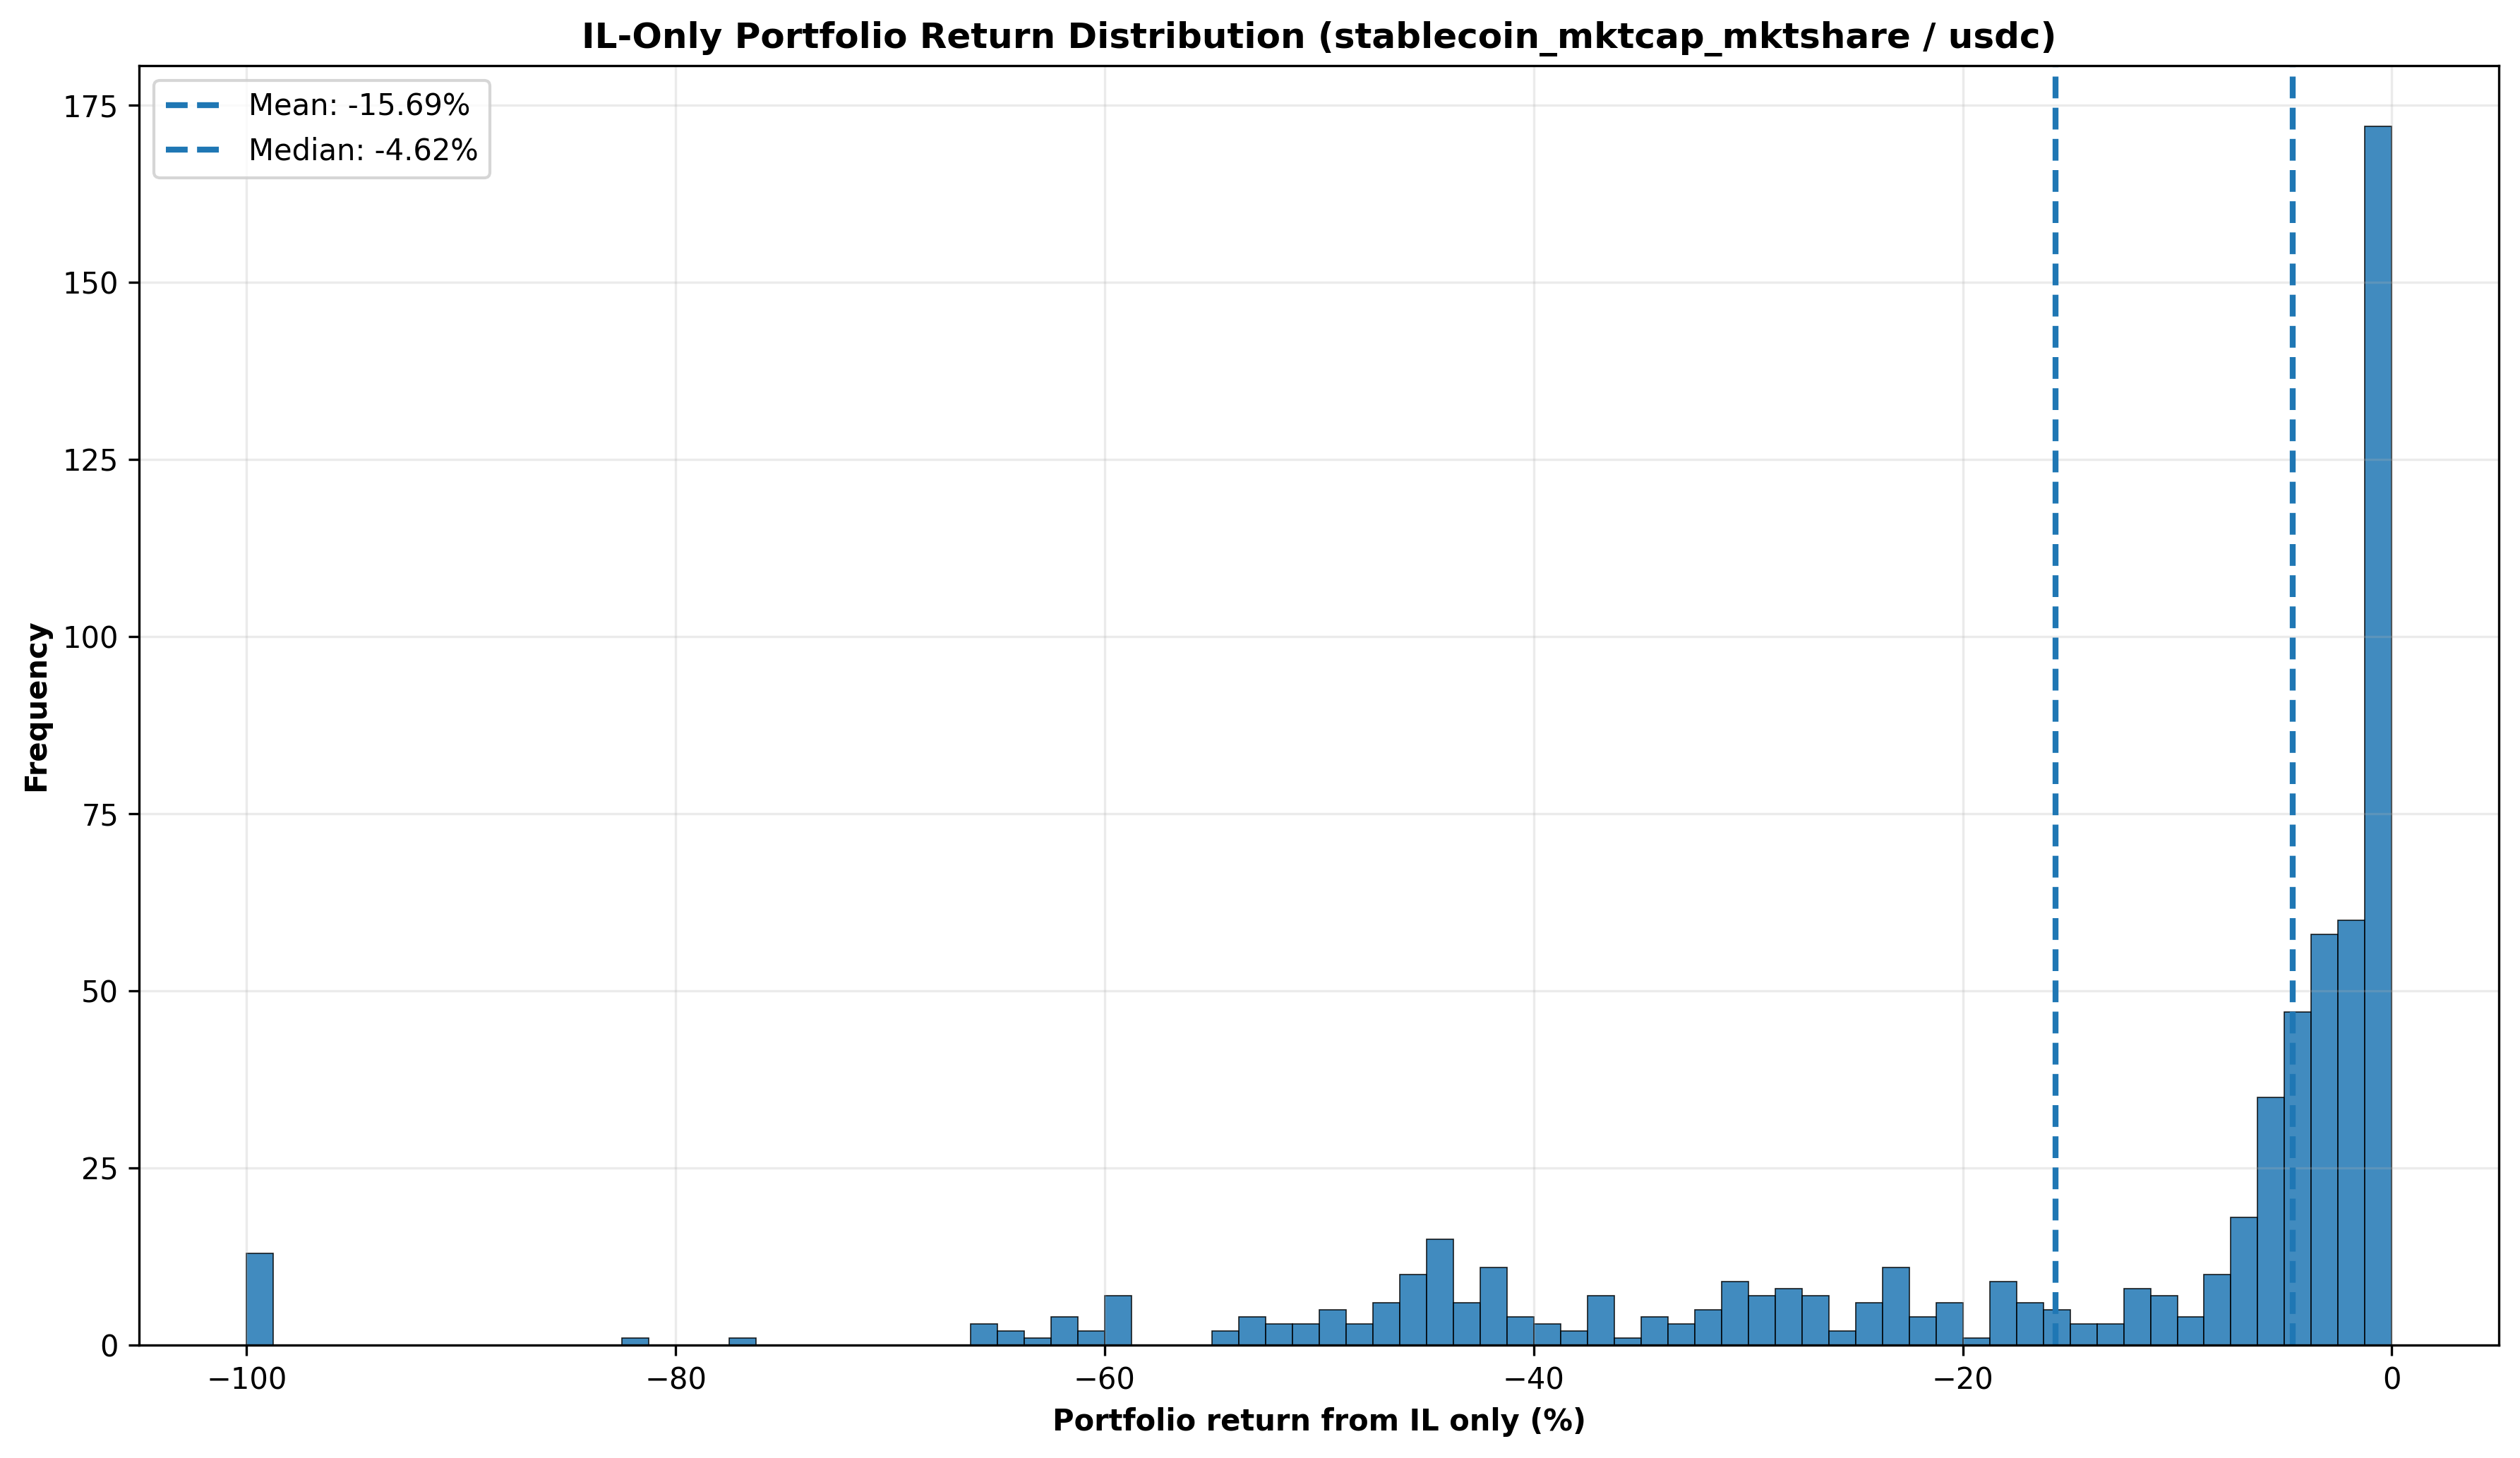 IL-Only Portfolio Return Distribution (stablecoin_mktcap_mktshare / usdc)
Mean: -15.69%
Median: -4.62%
175
150
125
100
75
50
25
0
Frequency
−100
−80
−60
−40
−20
0
Portfolio return from IL only (%)